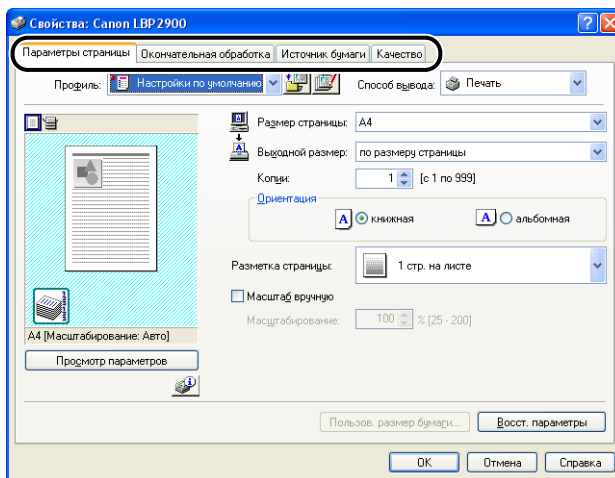 Свойства: Canon LBP2900
Параметры страницы Окончательная обработка Источник бумаги Качество
Профиль: Настройки по умолчанию Способ вывода: Печать
Размер страницы: A4
Выходной размер: по размеру страницы
Копии: 1 [с 1 по 999]
Ориентация
A книжная A альбомная
Разметка страницы: 1 стр. на листе
Масштаб вручную
Масштабирование: 100 % [25 - 200]
A4 [Масштабирование: Авто]
Просмотр параметров
Пользов. размер бумаги... Восст. параметры
OK Отмена Справка